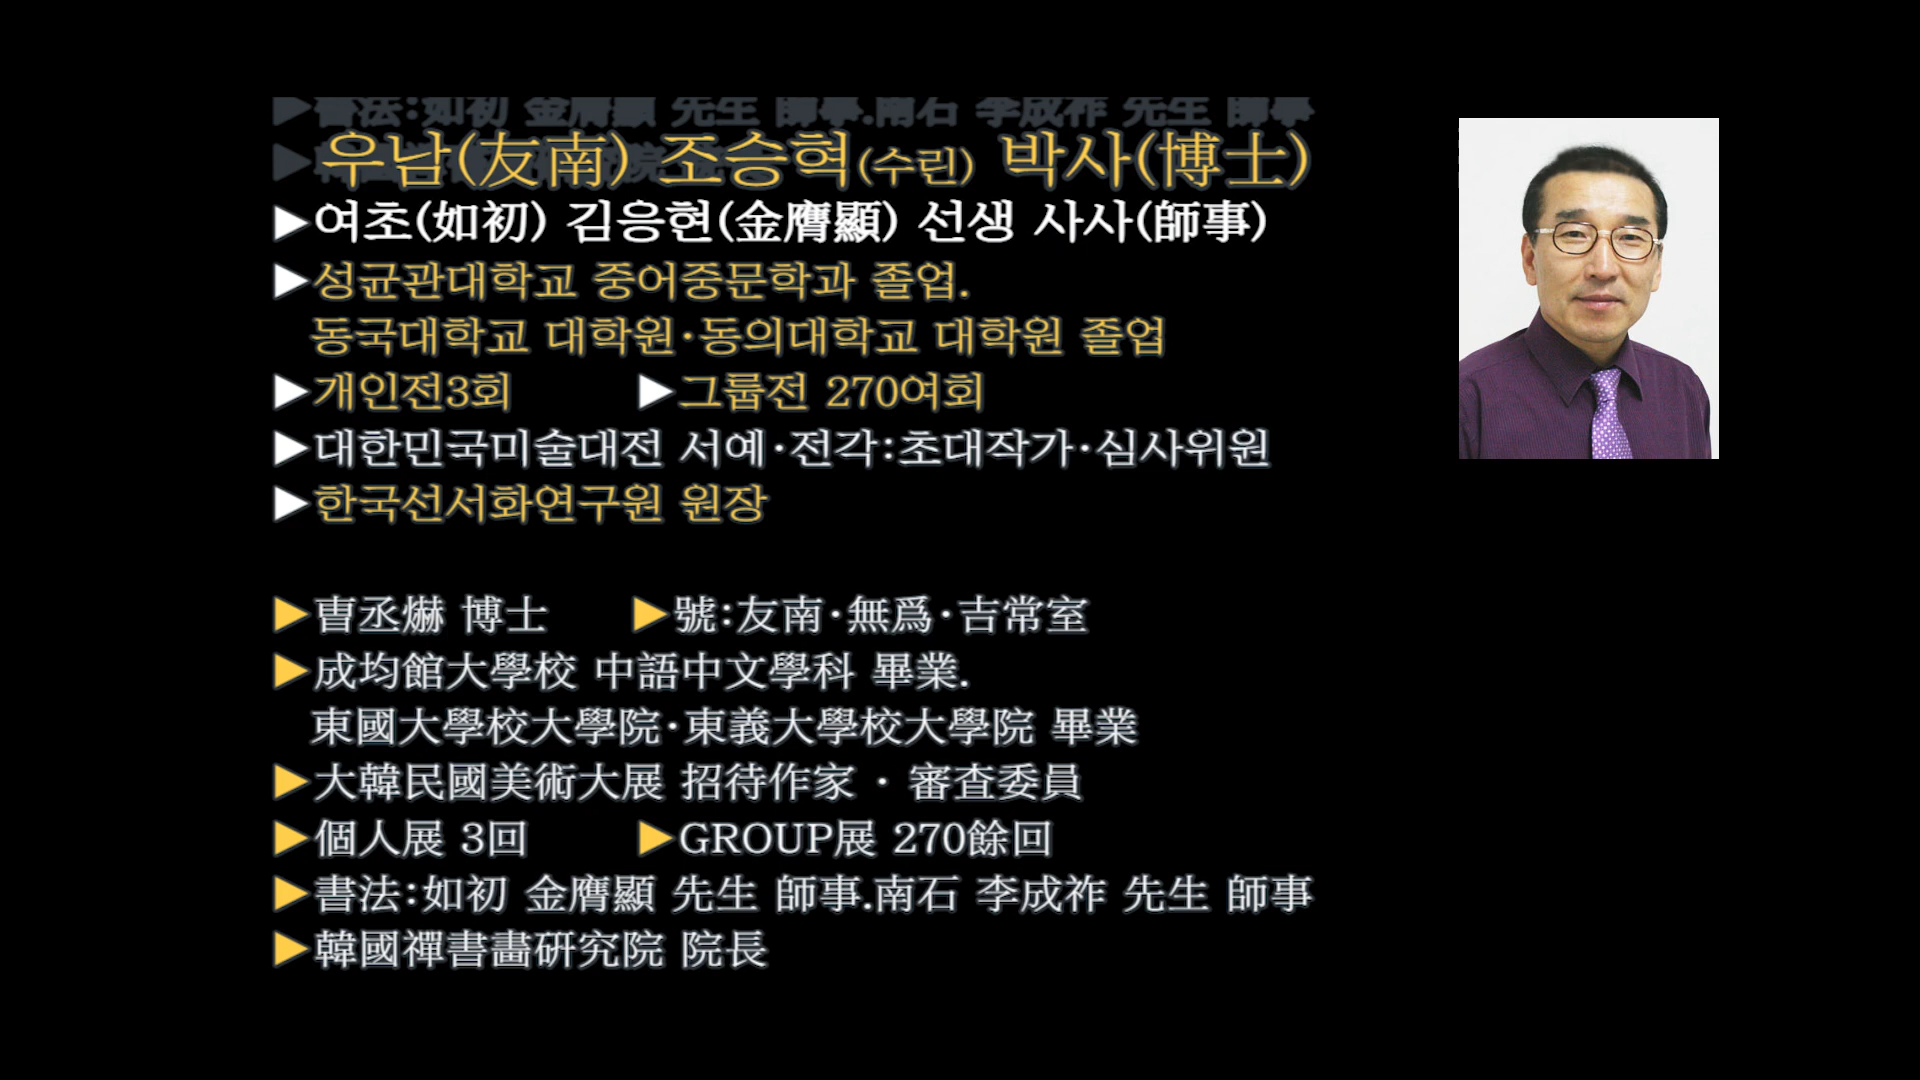 우남(友南) 조승혁(수린) 박사(博士)
▶여초(如初) 김응현(金膺顯) 선생 사사(師事)
▶성균관대학교 중어중문학과 졸업.
동국대학교 대학원·동의대학교 대학원 졸업
▶개인전3회 ▶그룹전 270여회
▶대한민국미술대전 서예·전각:초대작가·심사위원
▶한국선서화연구원 원장
▶曺丞爀 博士 ▶號:友南·無爲·吉常室
▶成均館大學校 中語中文學科 畢業.
東國大學校大學院·東義大學校大學院 畢業
▶大韓民國美術大展 招待作家 · 審査委員
▶個人展 3回 ▶GROUP展 270餘回
▶書法:如初 金膺顯 先生 師事.南石 李成祚 先生 師事
▶韓國禪書畵硏究院 院長